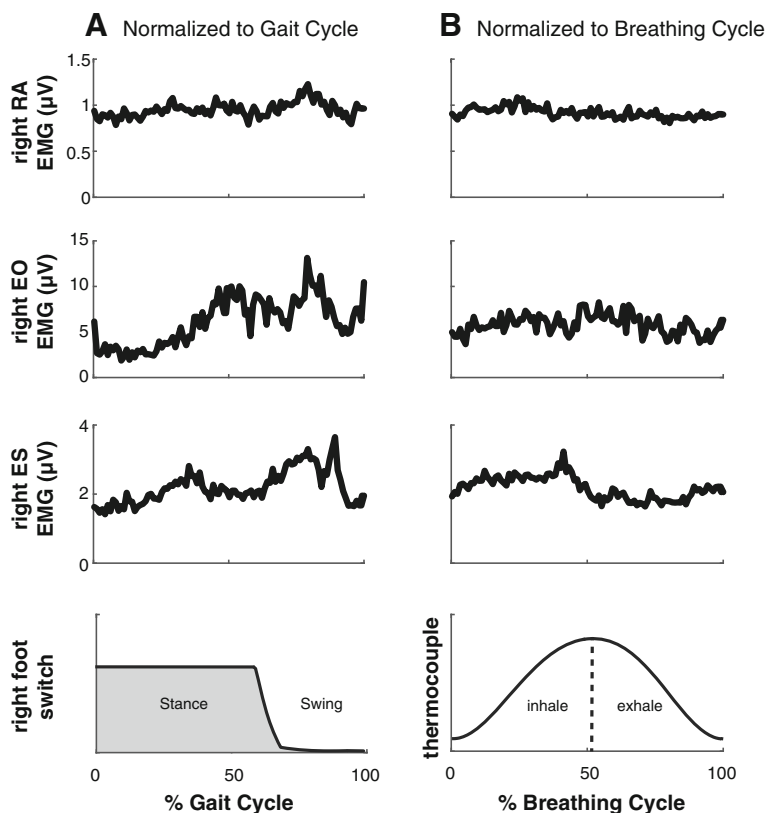 A Normalized to Gait Cycle
B Normalized to Breathing Cycle
right RA
EMG (µV)
1.5
1
0.5
0
right EO
EMG (µV)
15
10
5
0
right ES
EMG (µV)
4
2
0
right foot
switch
Stance
Swing
0
50
100
% Gait Cycle
thermocouple
inhale
exhale
0
50
100
% Breathing Cycle